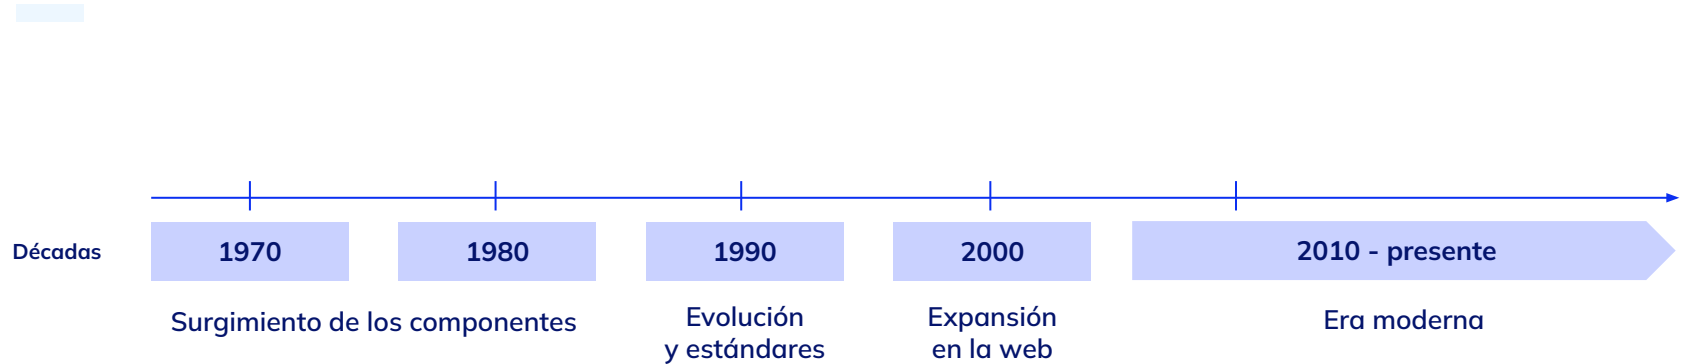 Décadas
1970
1980
1990
2000
2010 - presente
Surgimiento de los componentes
Evolución
y estándares
Expansión
en la web
Era moderna